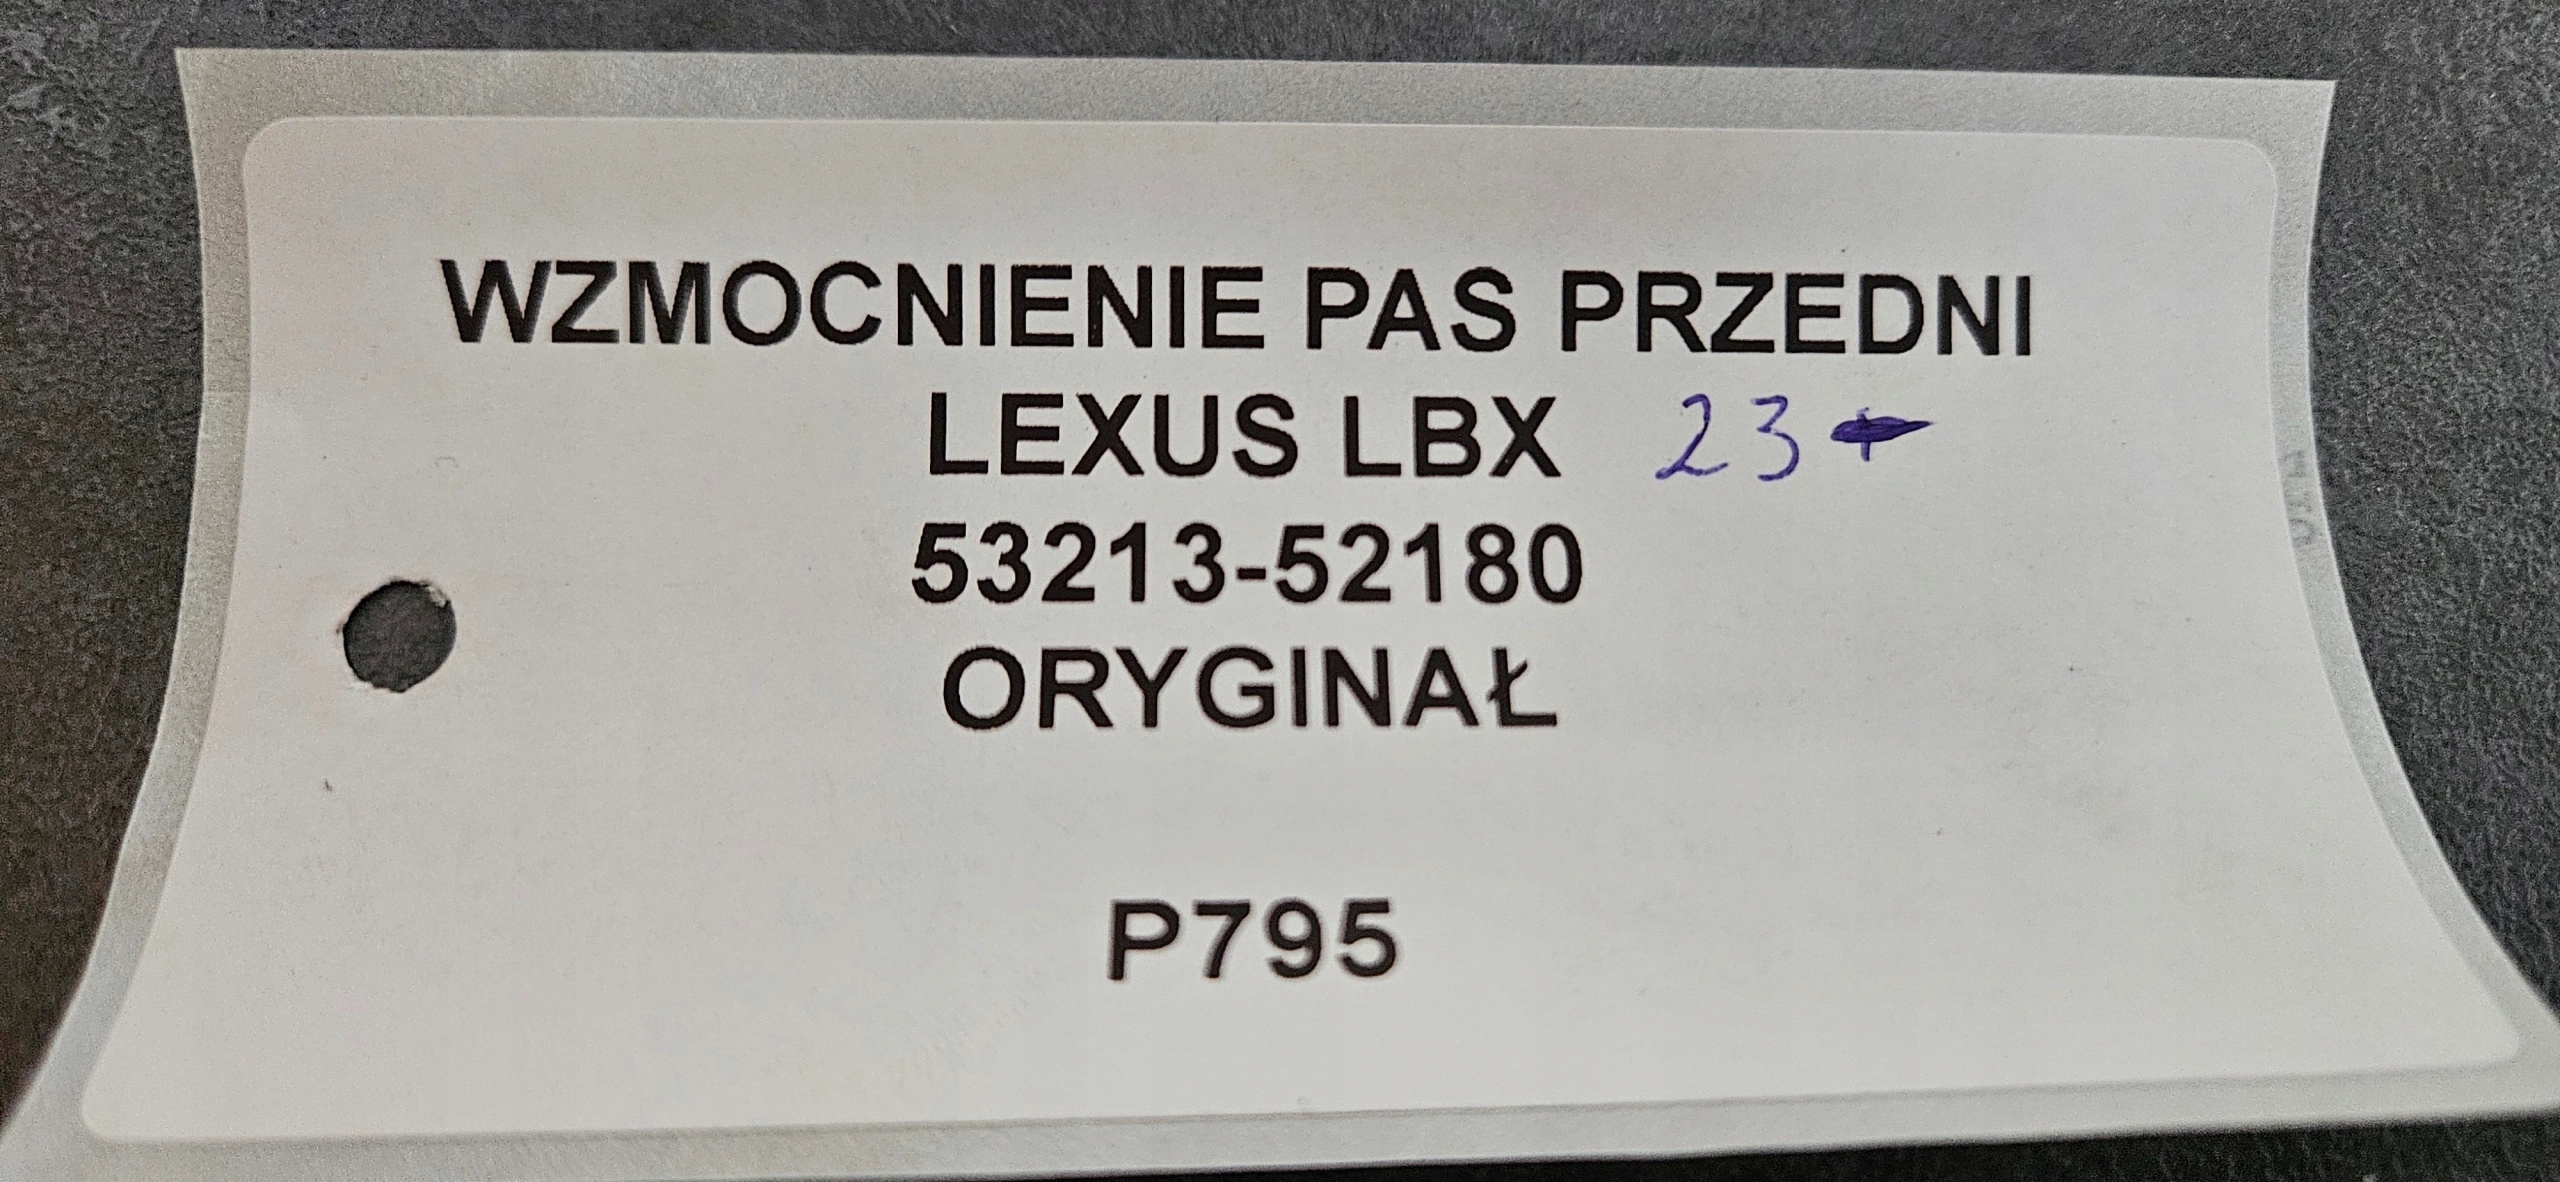 WZMOCNIENIE PAS PRZEDNI
LEXUS LBX 23
53213-52180
ORYGINAŁ
P795